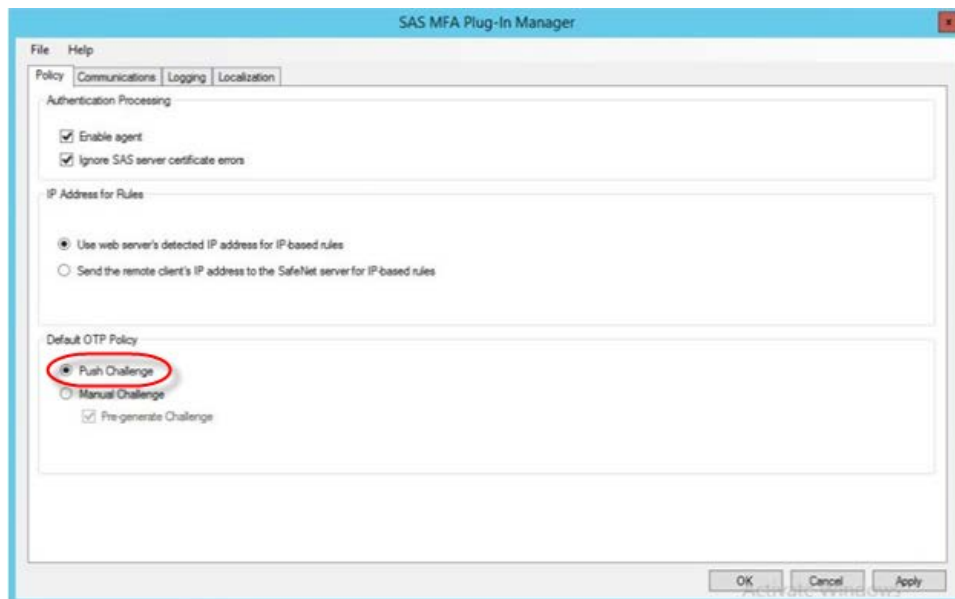 SAS MFA Plug-In Manager
x
File Help
Policy Communications Logging Localization
Authentication Processing
Enable agent
Ignore SAS server certificate errors
IP Address for Rules
Use web server's detected IP address for IP-based rules
Send the remote client's IP address to the SafeNet server for IP-based rules
Default OTP Policy
Push Challenge
Manual Challenge
Pre-generate Challenge
OK Cancel Apply
Activate Windows